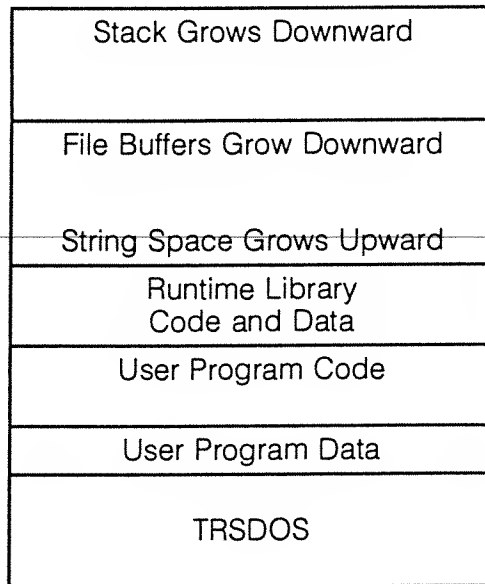 Stack Grows Downward
File Buffers Grow Downward
String Space Grows Upward
Runtime Library
Code and Data
User Program Code
User Program Data
TRSDOS